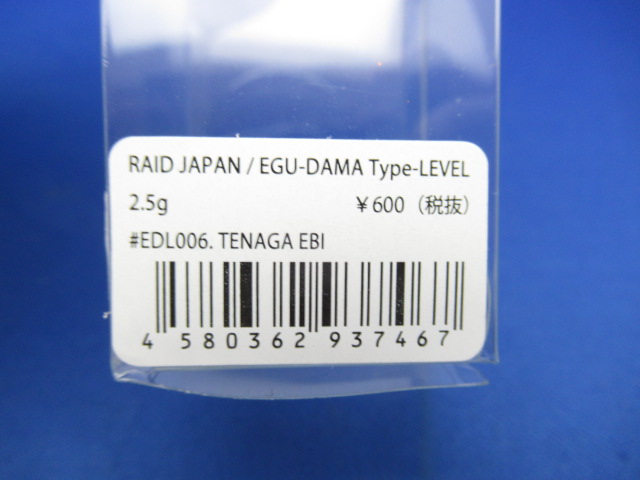 RAID JAPAN / EGU-DAMA Type-LEVEL
2.5g ￥600（税抜）
#EDL006. TENAGA EBI
4 580362 937467